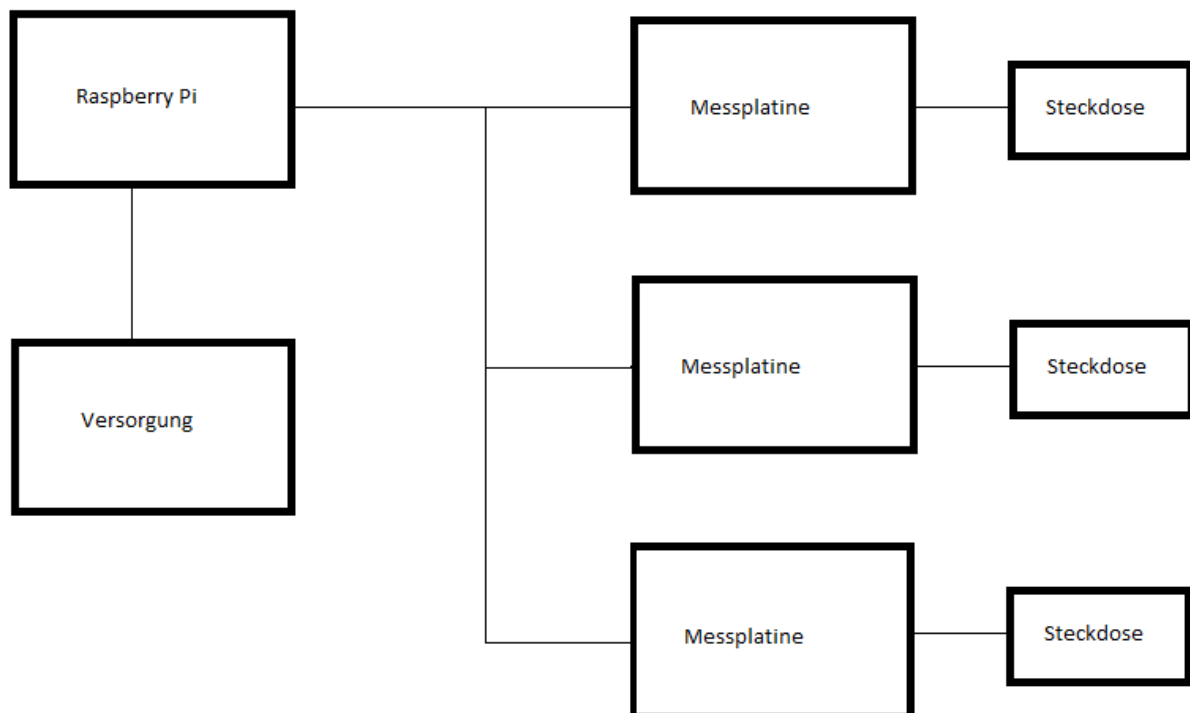 Raspberry Pi
Messplatine
Steckdose
Messplatine
Steckdose
Versorgung
Messplatine
Steckdose